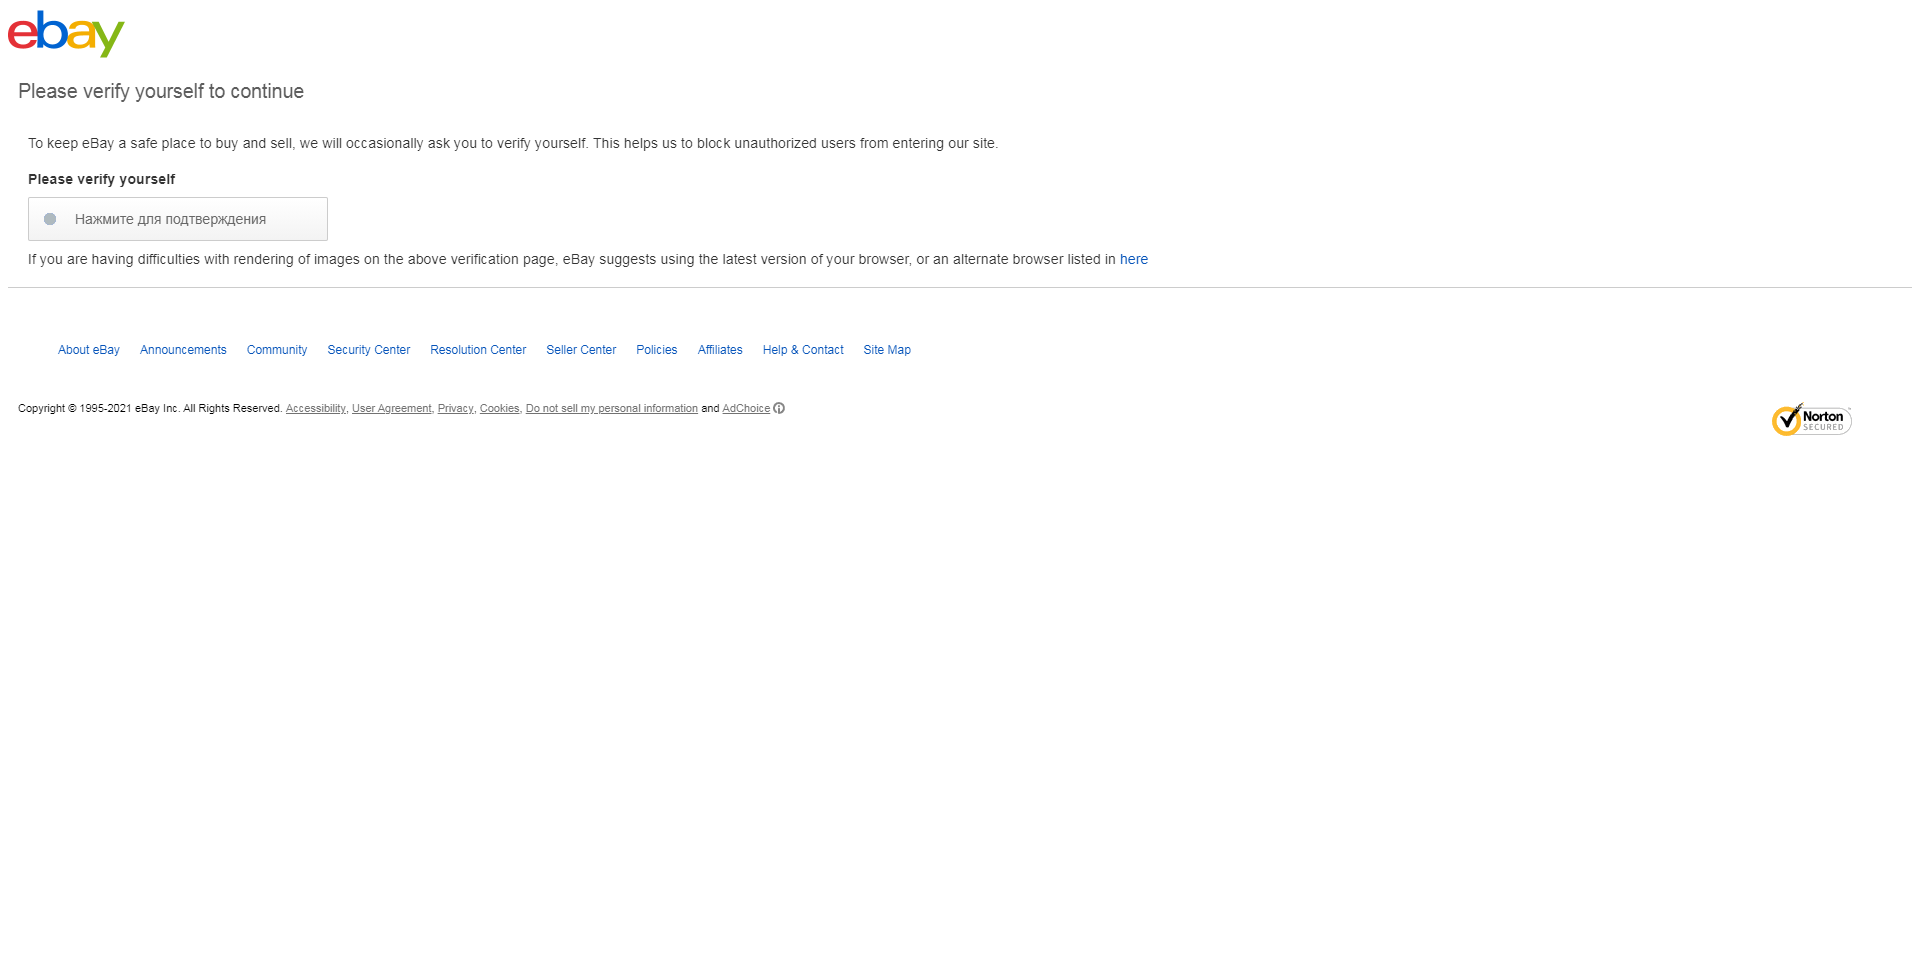 ebay
Please verify yourself to continue
To keep eBay a safe place to buy and sell, we will occasionally ask you to verify yourself. This helps us to block unauthorized users from entering our site.
Please verify yourself
Нажмите для подтверждения
If you are having difficulties with rendering of images on the above verification page, eBay suggests using the latest version of your browser, or an alternate browser listed in here
About eBay Announcements Community Security Center Resolution Center Seller Center Policies Affiliates Help & Contact Site Map
Copyright © 1995-2021 eBay Inc. All Rights Reserved. Accessibility, User Agreement, Privacy, Cookies, Do not sell my personal information and AdChoice
Norton
SECURED